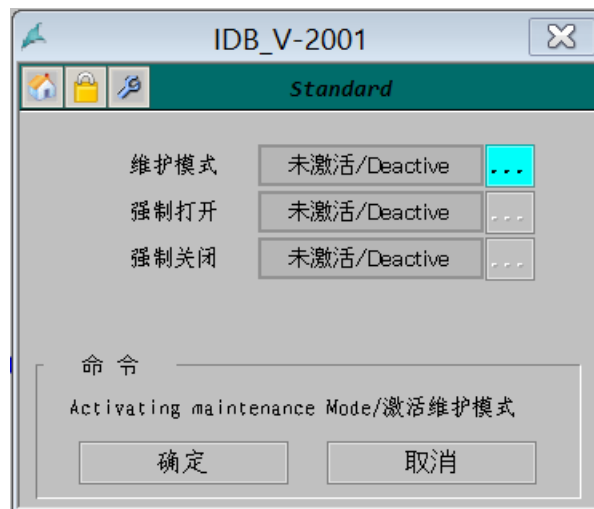 IDB_V-2001
Standard
维护模式 未激活/Deactive ...
强制打开 未激活/Deactive ...
强制关闭 未激活/Deactive ...
命 令
Activating maintenance Mode/激活维护模式
确定 取消